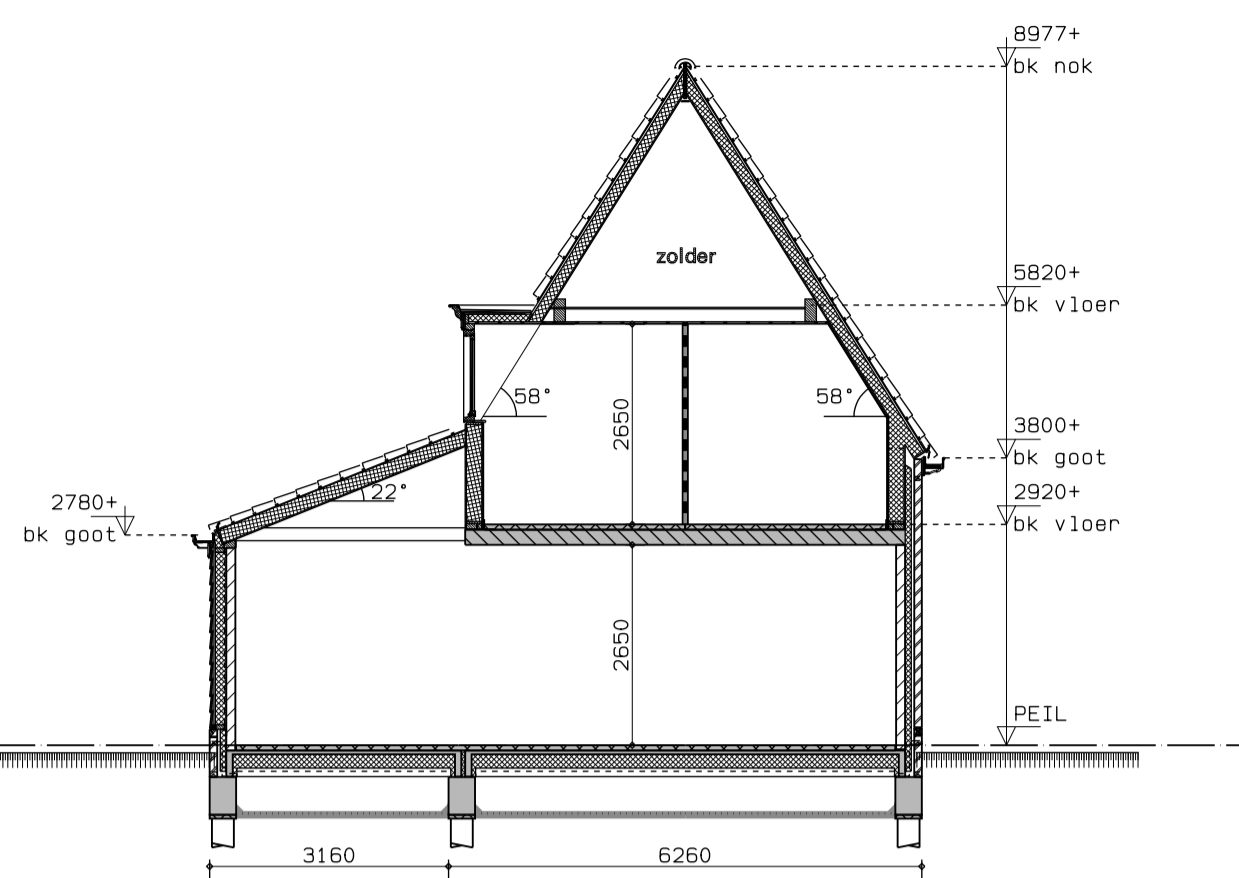 8977+
bk nok
zolder
5820+
bk vloer
58°
58°
2650
3800+
bk goot
22°
2780+
bk goot
2920+
bk vloer
2650
PEIL
3160
6260